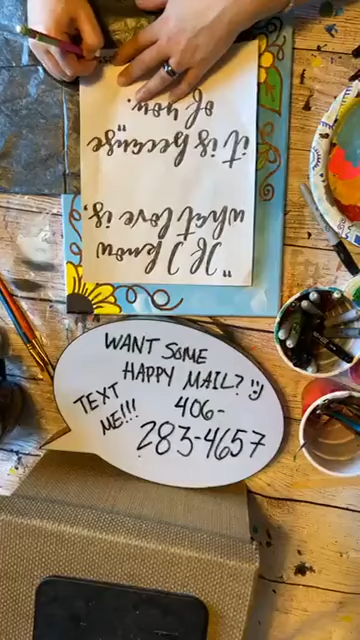 "If I know
what love is,
it is because
of you."
WANT SOME
HAPPY MAIL? :)
TEXT
ME!!!
406-
283-4657